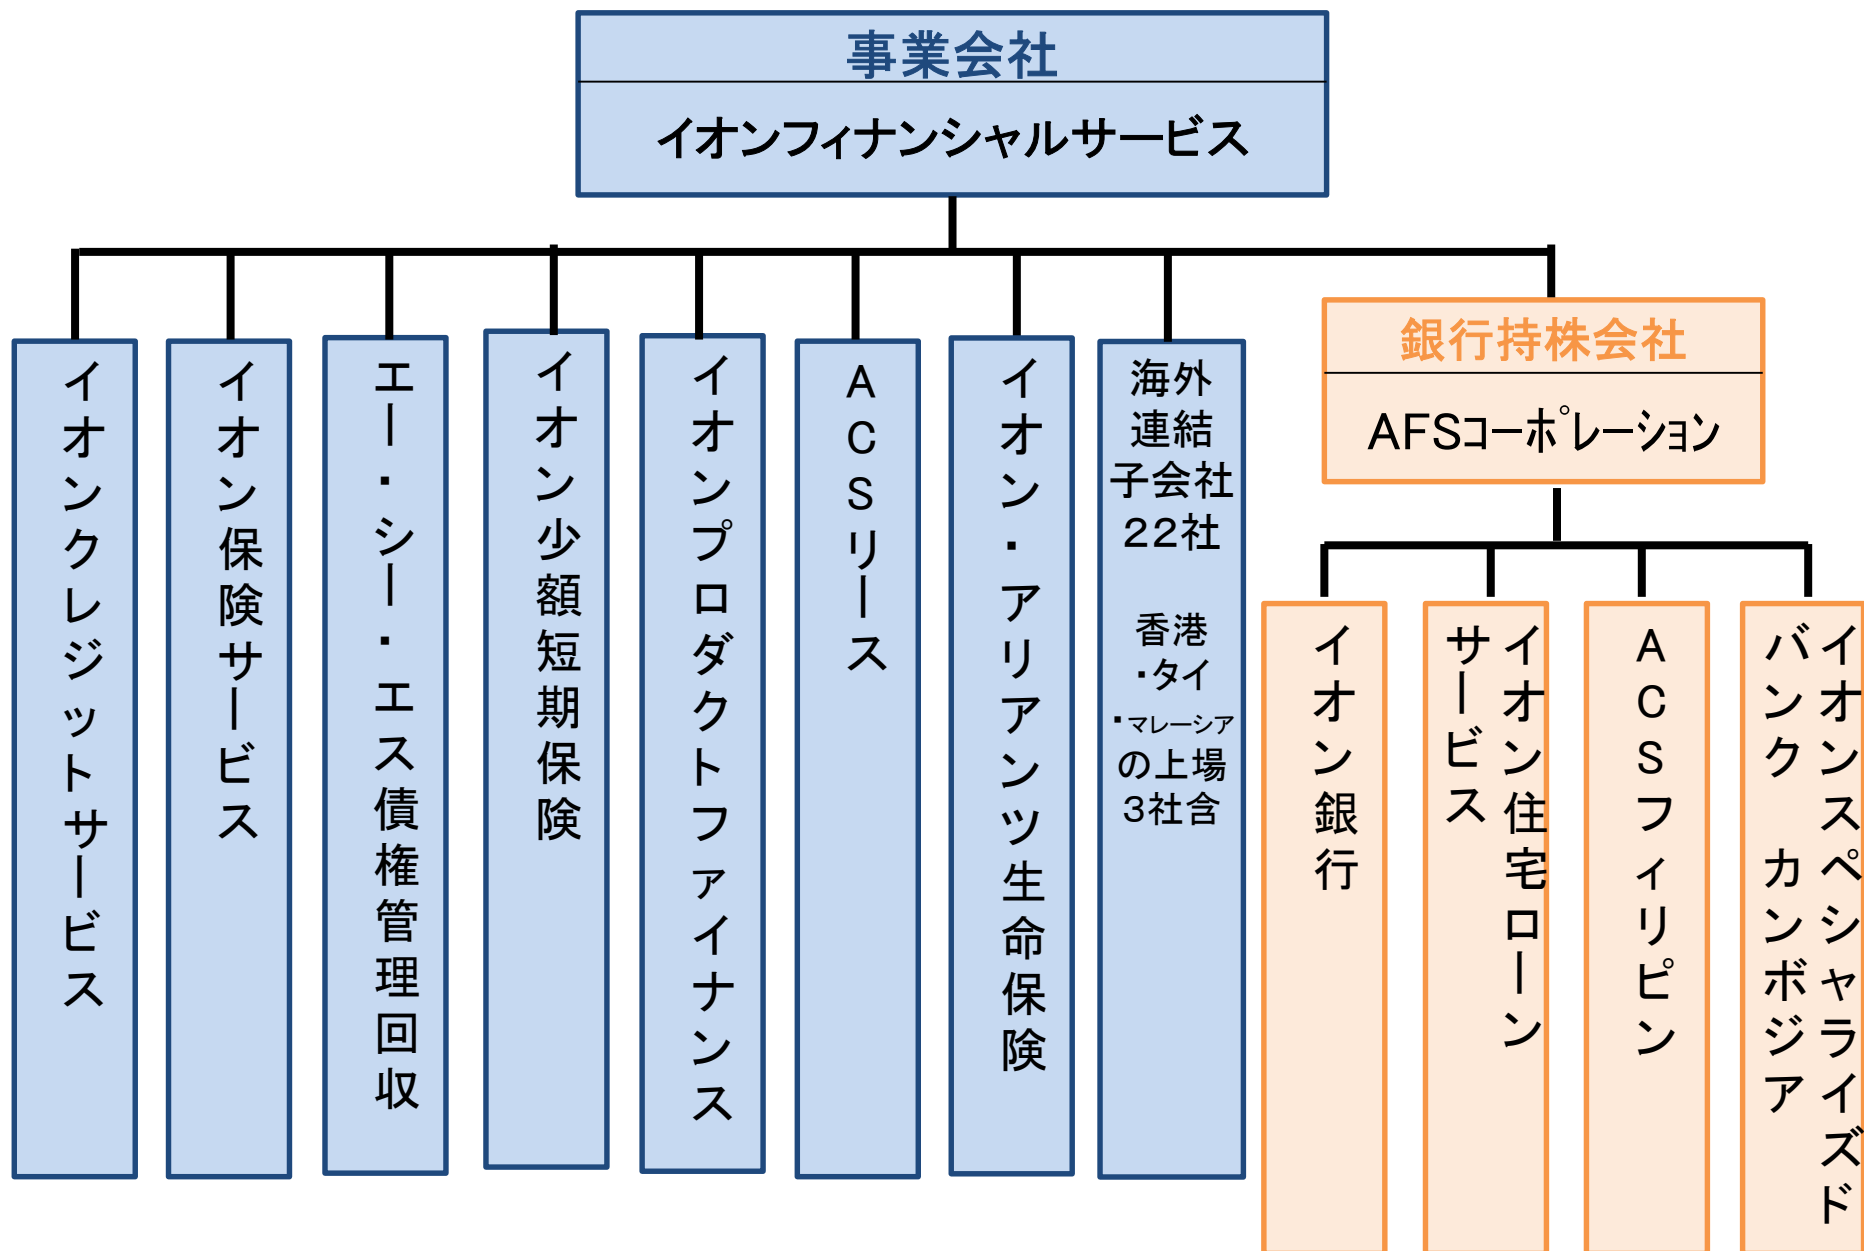 事業会社
イオンフィナンシャルサービス
イオンクレジットサービス
イオン保険サービス
エー・シー・エス債権管理回収
イオン少額短期保険
イオンプロダクトファイナンス
ACSリース
イオン・アリアンツ生命保険
海外
連結
子会社
22社
香港
・タイ
・マレーシア
の上場
3社含
銀行持株会社
AFSコーポレーション
イオン銀行
イオン住宅ローン
サービス
ACSフィリピン
イオンスペシャライズド
バンク　カンボジア